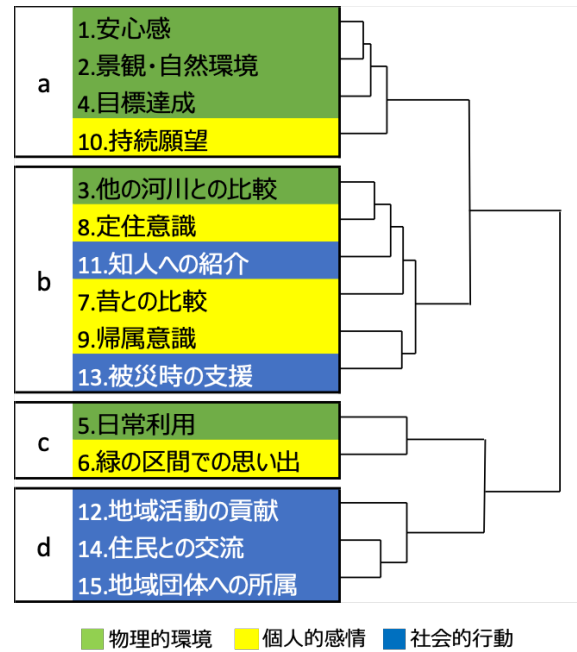 a
1.安心感
2.景観・自然環境
4.目標達成
10.持続願望
b
3.他の河川との比較
8.定住意識
11.知人への紹介
7.昔との比較
9.帰属意識
13.被災時の支援
c
5.日常利用
6.緑の区間での思い出
d
12.地域活動の貢献
14.住民との交流
15.地域団体への所属
物理的環境 個人的感情 社会的行動